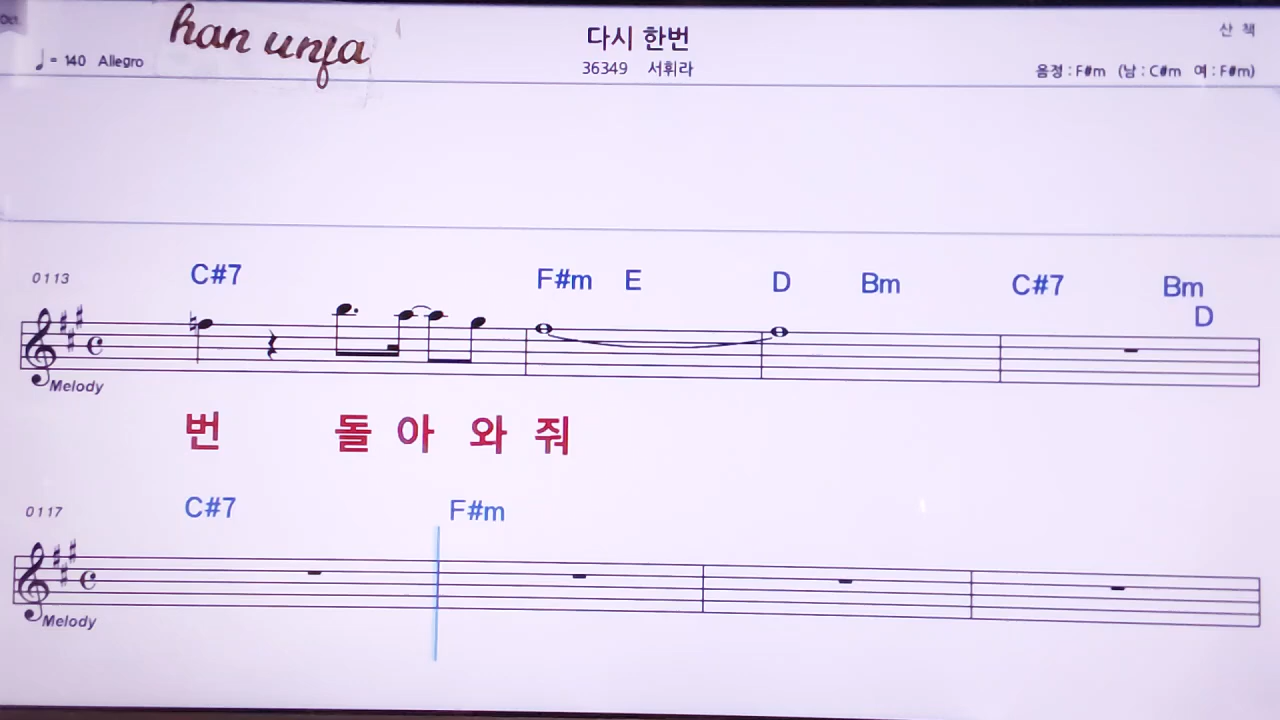 Oct.
han unja
다시 한번
산 책
♩ = 140 Allegro
36349 서휘라
음정 : F#m (남 : C#m 여 : F#m)
0113 C#7 F#m E D Bm C#7 Bm
D
Melody
번 돌 아 와 줘
0117 C#7 F#m
Melody